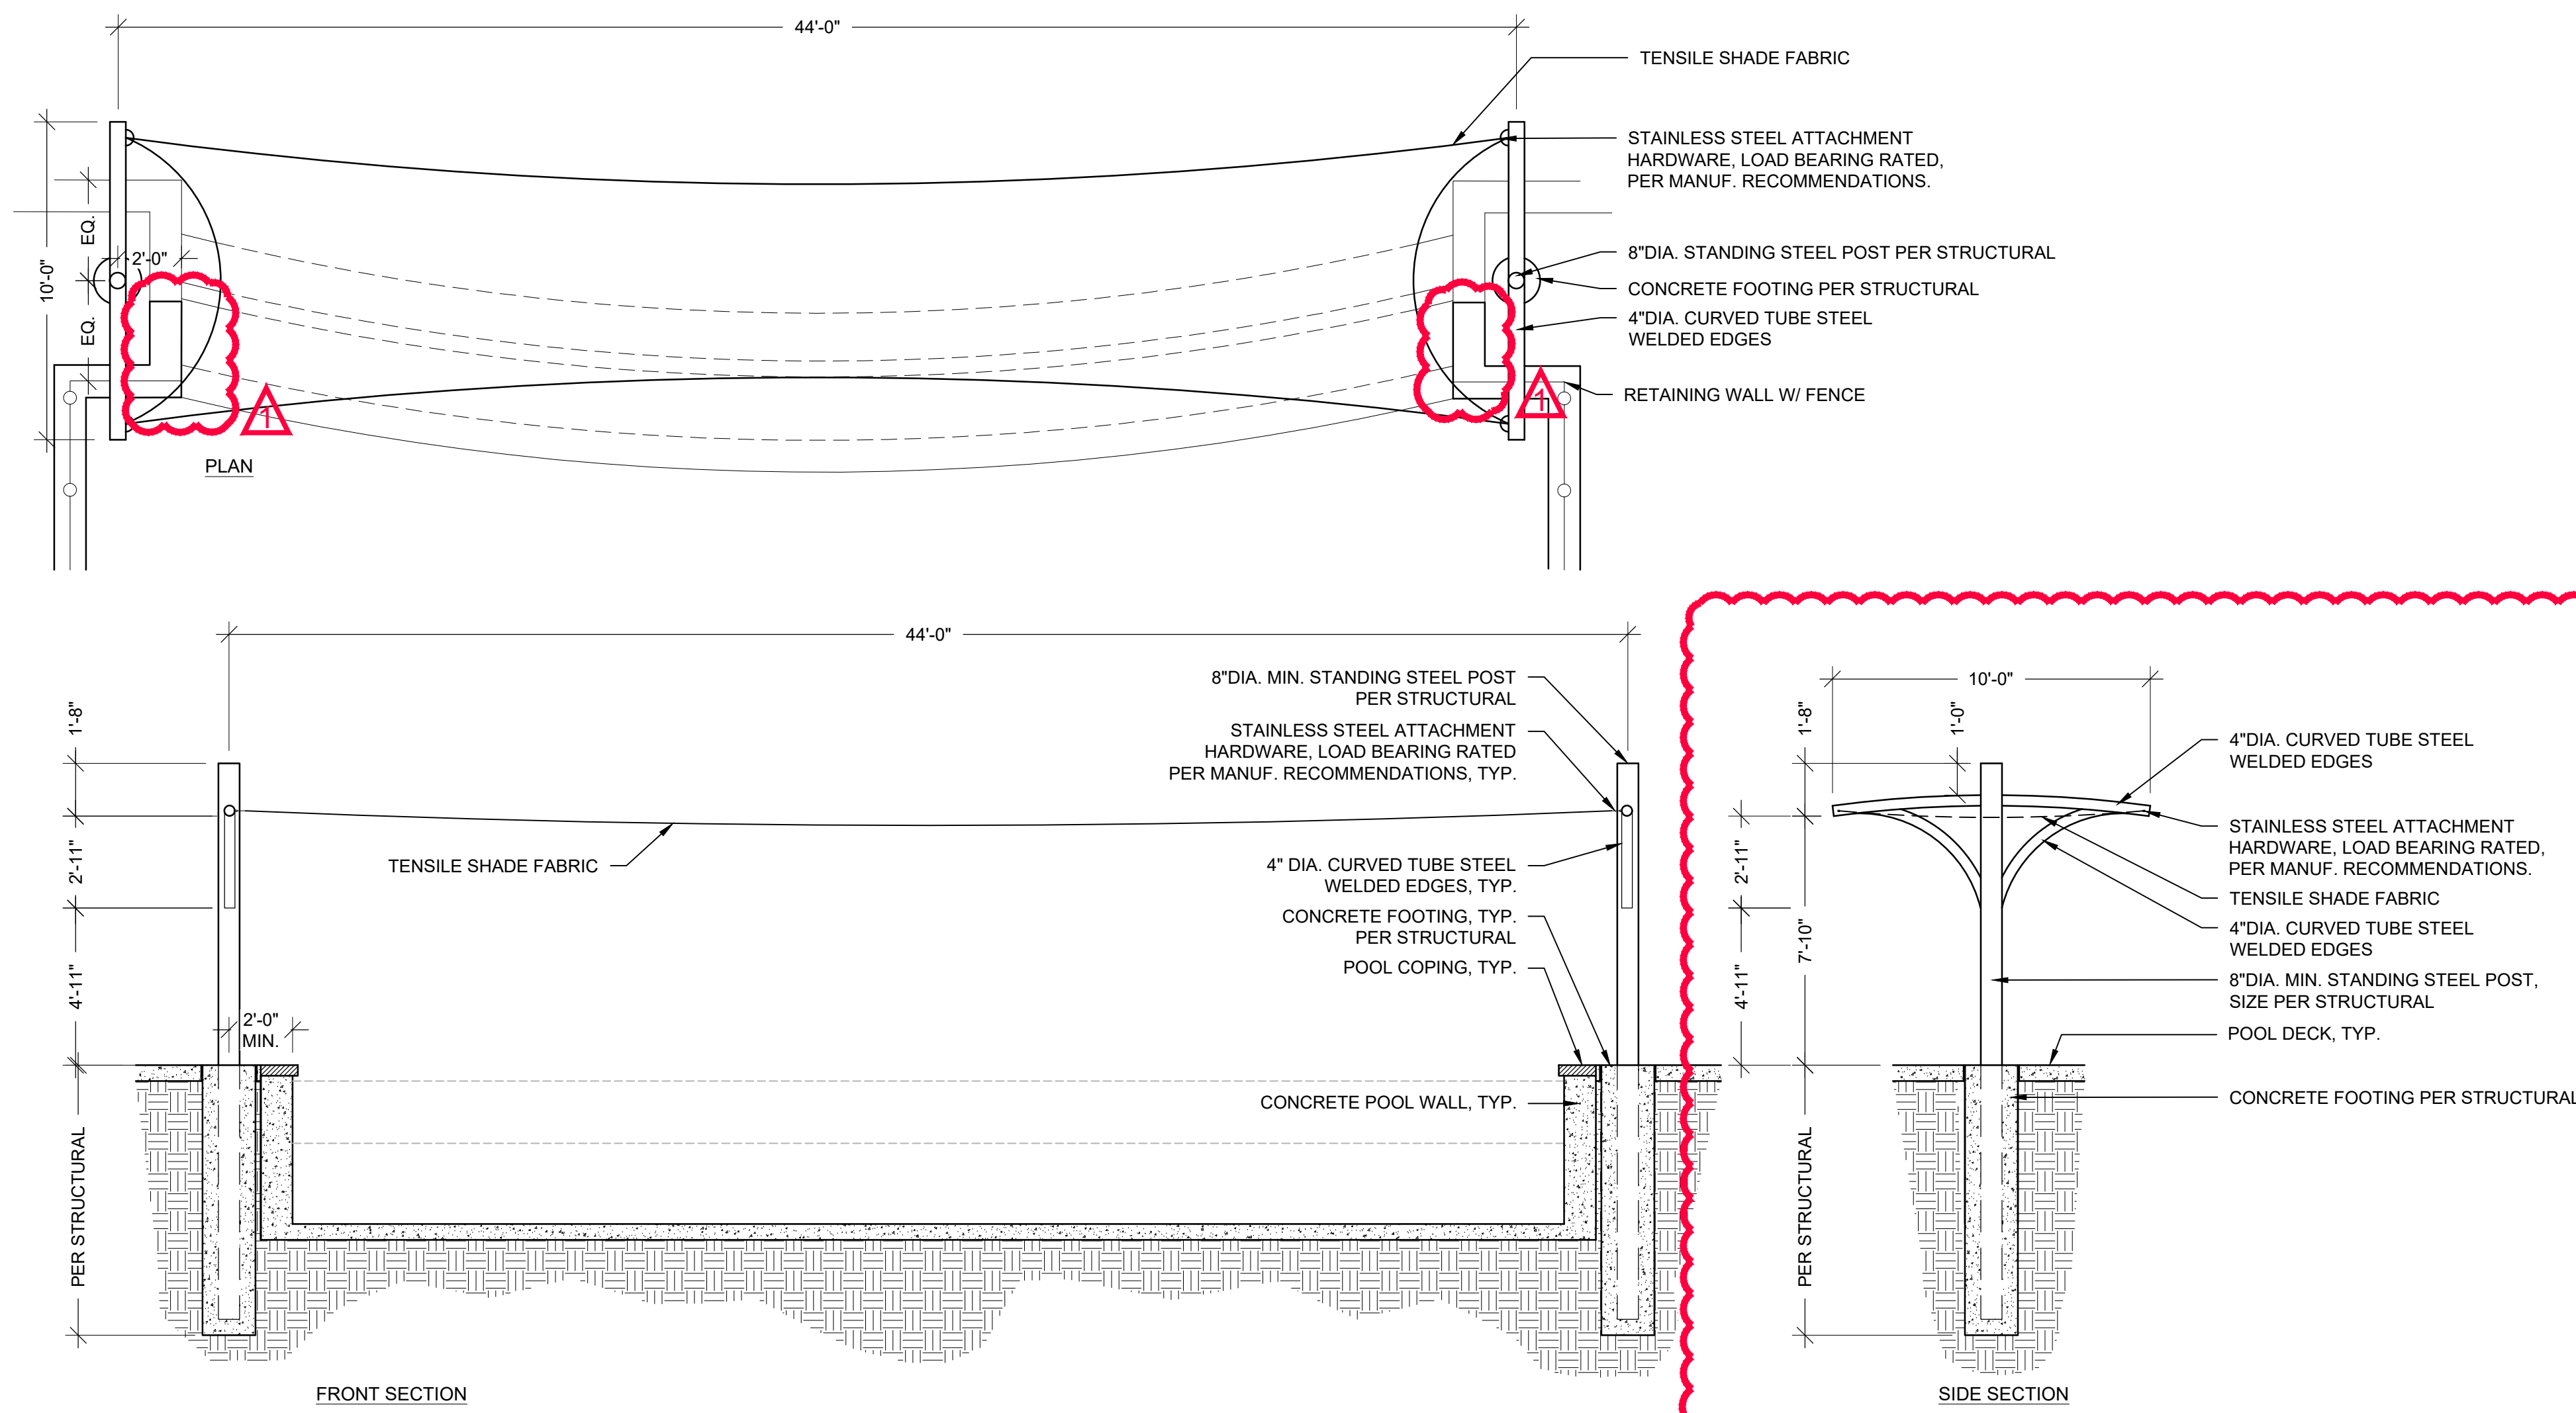 44'-0"
TENSILE SHADE FABRIC
STAINLESS STEEL ATTACHMENT
HARDWARE, LOAD BEARING RATED,
PER MANUF. RECOMMENDATIONS.
10'-0"
EQ.
EQ.
2'-0"
8"DIA. STANDING STEEL POST PER STRUCTURAL
CONCRETE FOOTING PER STRUCTURAL
4"DIA. CURVED TUBE STEEL
WELDED EDGES
RETAINING WALL W/ FENCE
1
1
PLAN
44'-0"
1'-8"
2'-11"
4'-11"
PER STRUCTURAL
2'-0"
MIN.
8"DIA. MIN. STANDING STEEL POST
PER STRUCTURAL
STAINLESS STEEL ATTACHMENT
HARDWARE, LOAD BEARING RATED
PER MANUF. RECOMMENDATIONS, TYP.
TENSILE SHADE FABRIC
4" DIA. CURVED TUBE STEEL
WELDED EDGES, TYP.
CONCRETE FOOTING, TYP.
PER STRUCTURAL
POOL COPING, TYP.
CONCRETE POOL WALL, TYP.
FRONT SECTION
10'-0"
1'-8"
1'-0"
2'-11"
4'-11"
7'-10"
PER STRUCTURAL
4"DIA. CURVED TUBE STEEL
WELDED EDGES
STAINLESS STEEL ATTACHMENT
HARDWARE, LOAD BEARING RATED,
PER MANUF. RECOMMENDATIONS.
TENSILE SHADE FABRIC
4"DIA. CURVED TUBE STEEL
WELDED EDGES
8"DIA. MIN. STANDING STEEL POST,
SIZE PER STRUCTURAL
POOL DECK, TYP.
CONCRETE FOOTING PER STRUCTURAL
SIDE SECTION